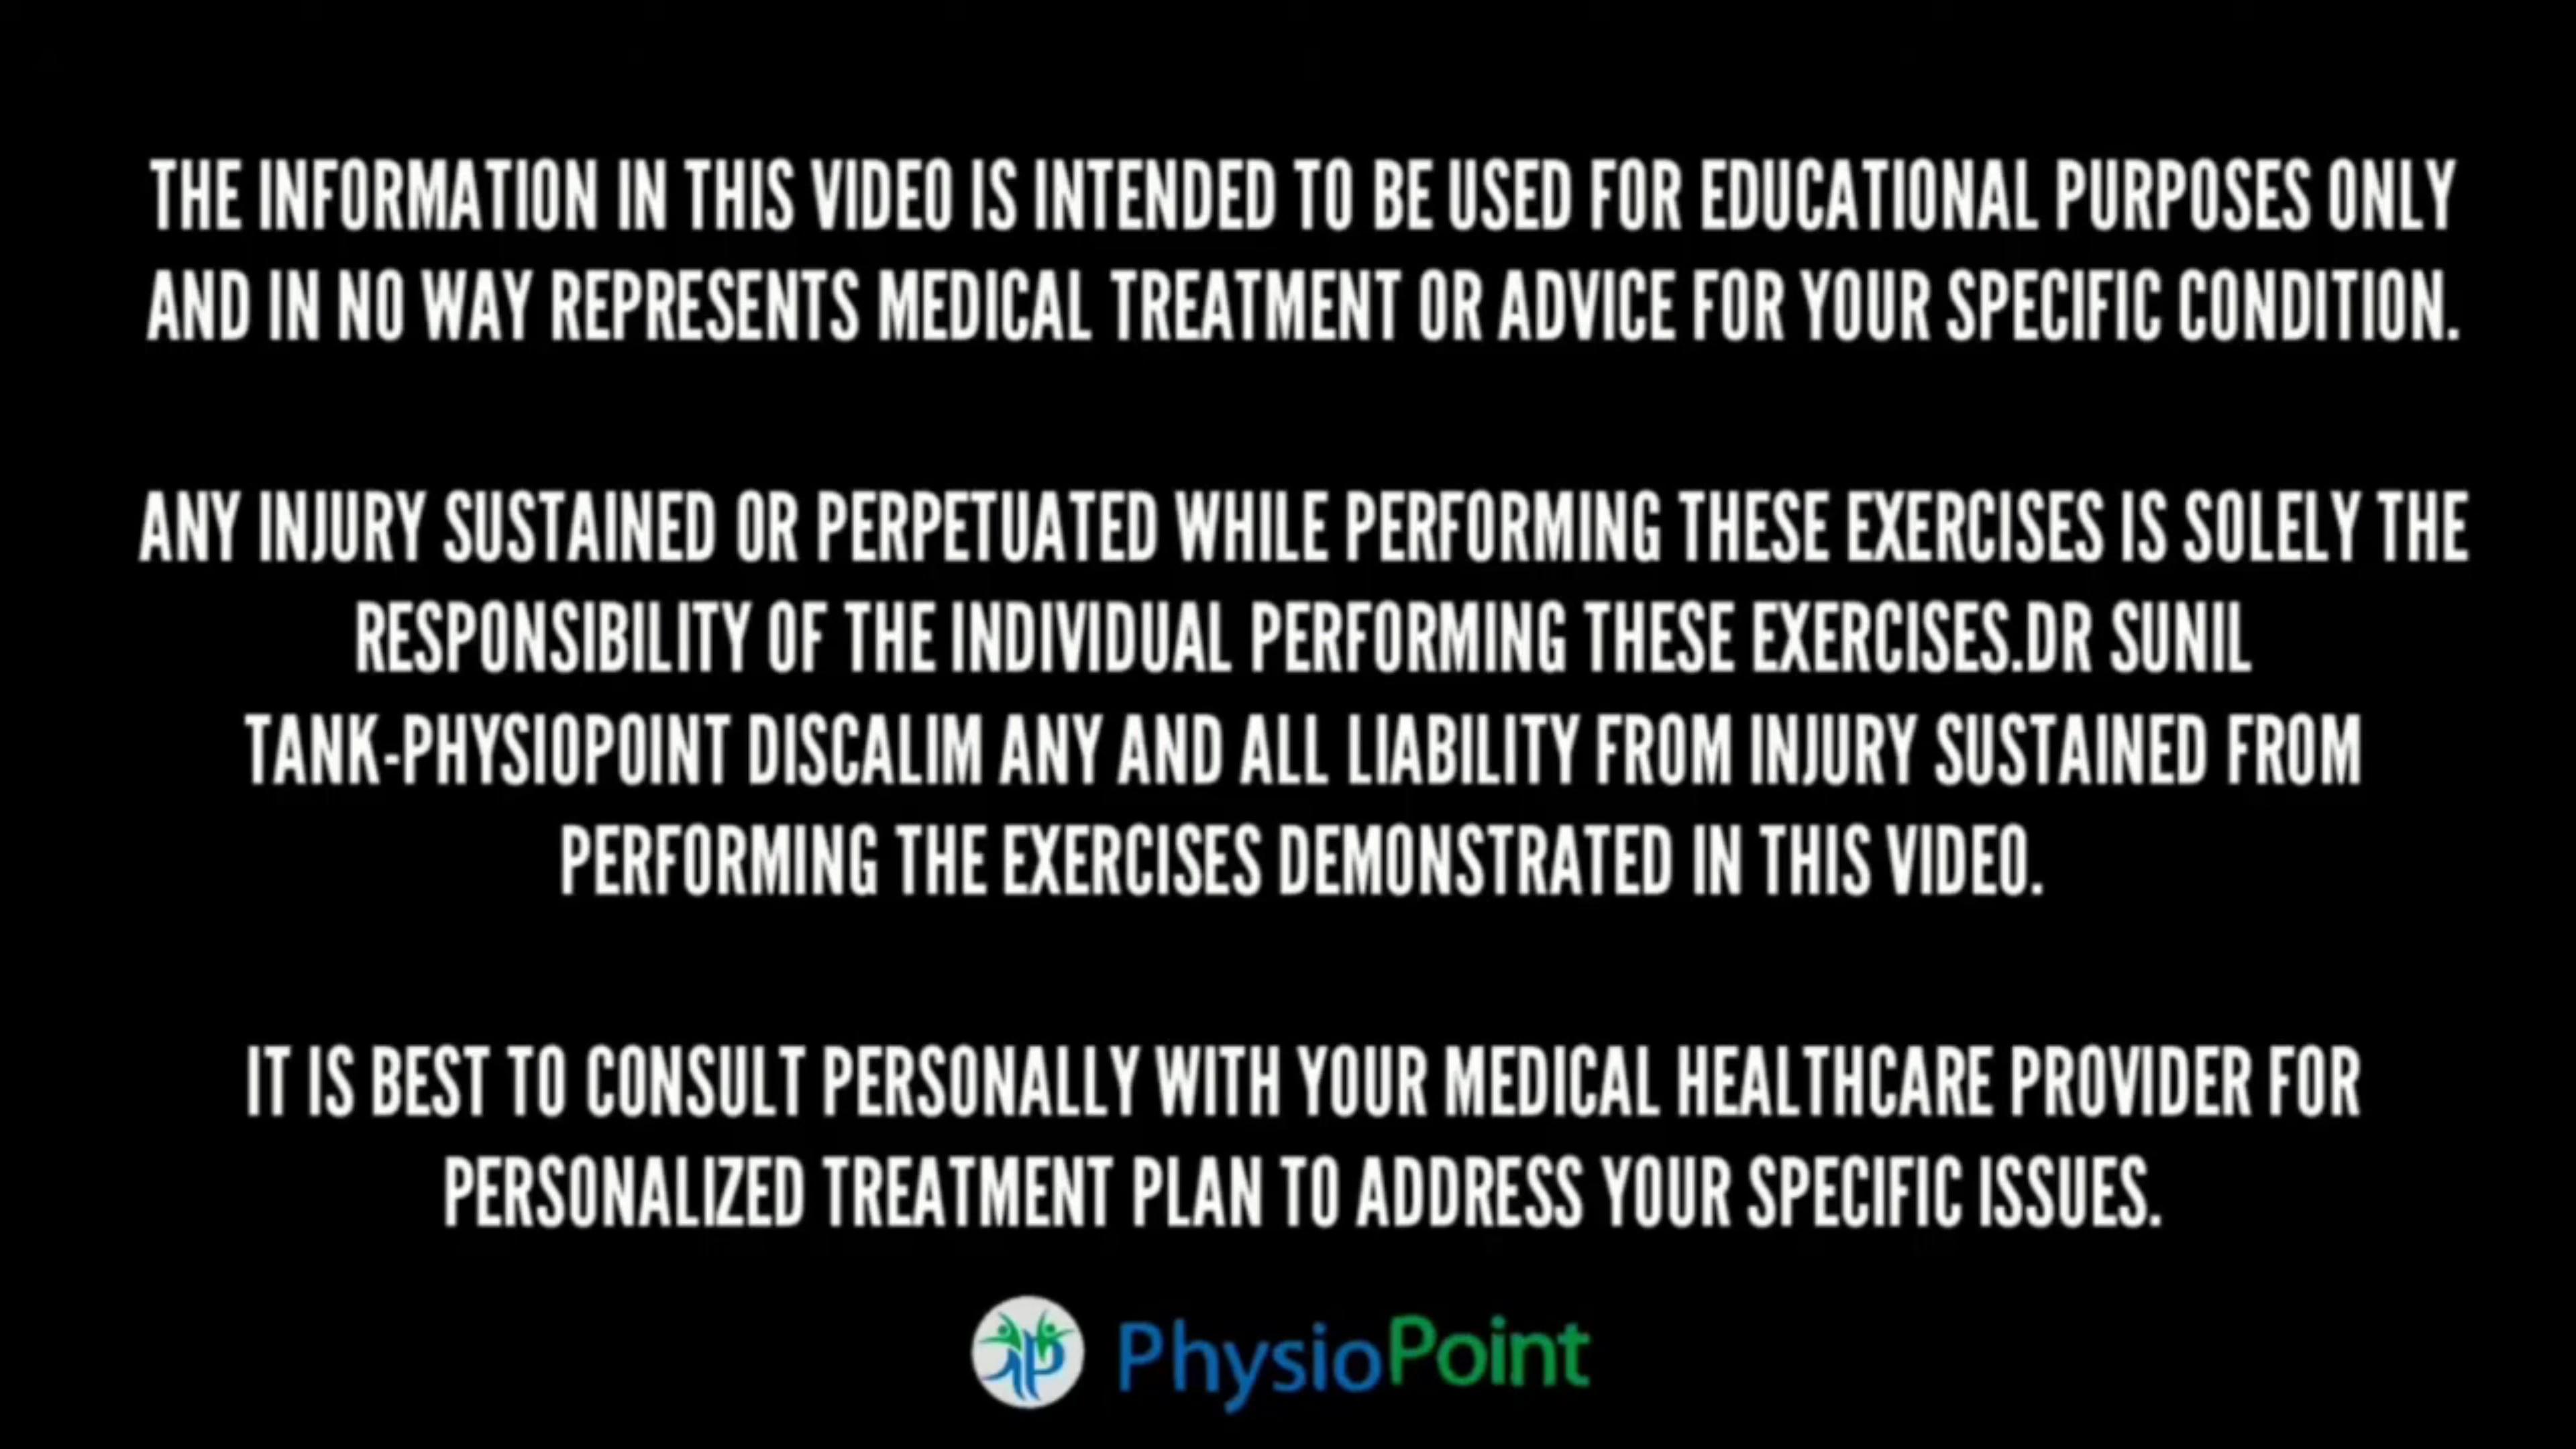 THE INFORMATION IN THIS VIDEO IS INTENDED TO BE USED FOR EDUCATIONAL PURPOSES ONLY
AND IN NO WAY REPRESENTS MEDICAL TREATMENT OR ADVICE FOR YOUR SPECIFIC CONDITION.
ANY INJURY SUSTAINED OR PERPETUATED WHILE PERFORMING THESE EXERCISES IS SOLELY THE
RESPONSIBILITY OF THE INDIVIDUAL PERFORMING THESE EXERCISES.DR SUNIL
TANK-PHYSIOPOINT DISCALIM ANY AND ALL LIABILITY FROM INJURY SUSTAINED FROM
PERFORMING THE EXERCISES DEMONSTRATED IN THIS VIDEO.
IT IS BEST TO CONSULT PERSONALLY WITH YOUR MEDICAL HEALTHCARE PROVIDER FOR
PERSONALIZED TREATMENT PLAN TO ADDRESS YOUR SPECIFIC ISSUES.
PhysioPoint